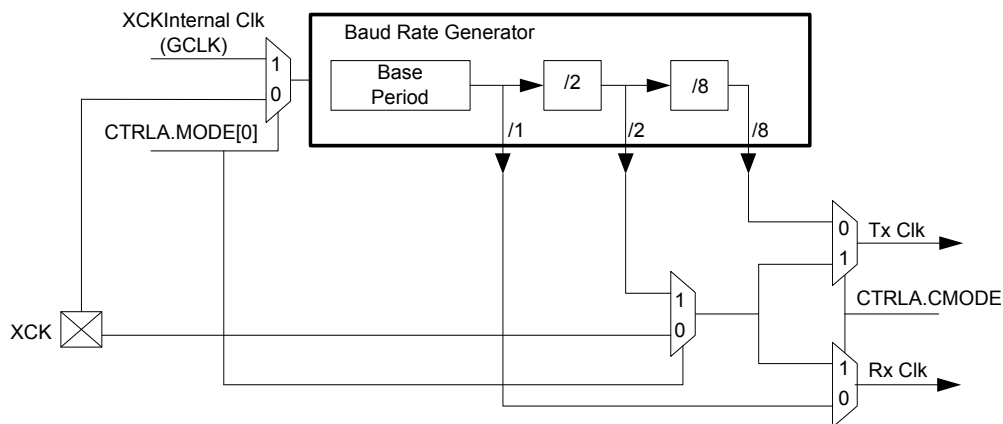 XCKInternal Clk
(GCLK)
Baud Rate Generator
1
0
Base
Period
/2
/8
CTRLA.MODE[0]
/1
/2
/8
0
1
Tx Clk
CTRLA.CMODE
1
0
XCK
1
0
Rx Clk